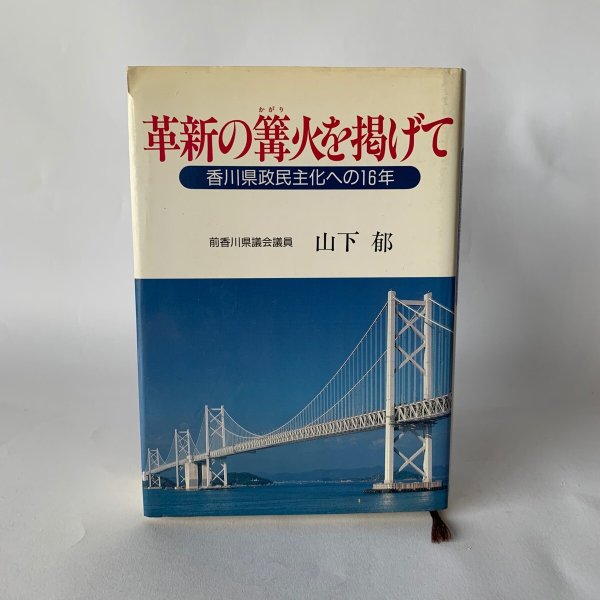 かがり
革新の篝火を掲げて
香川県政民主化への16年
前香川県議会議員 山下 郁